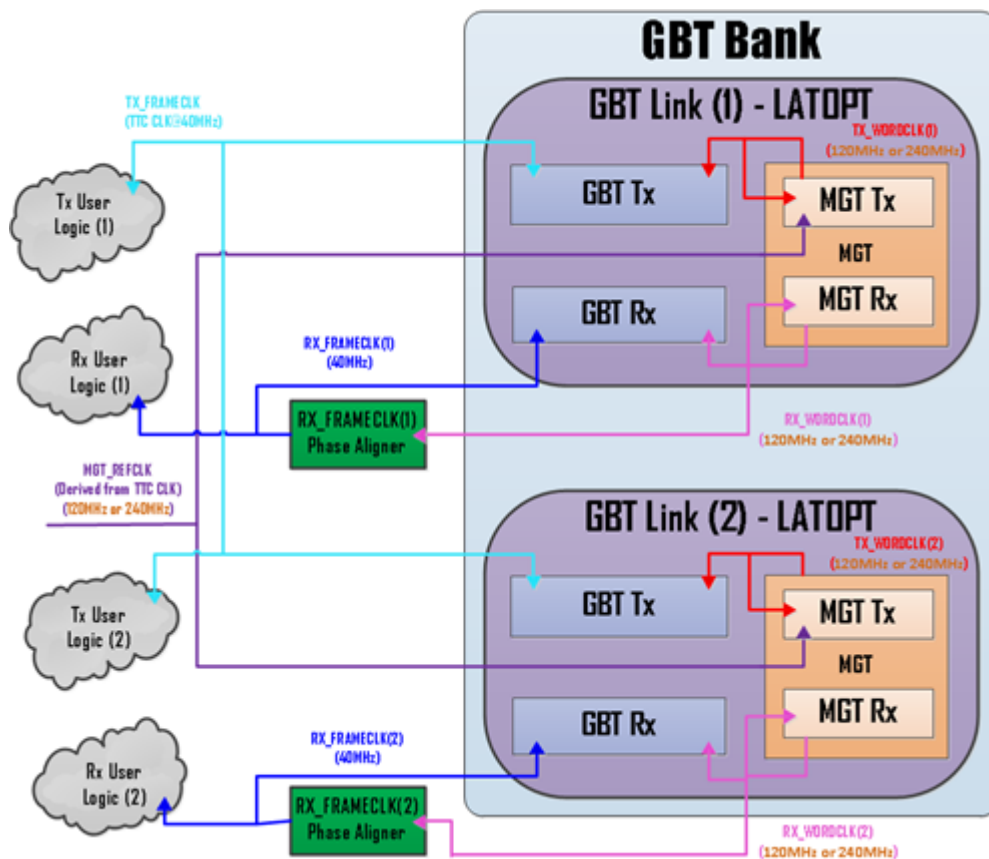 GBT Bank
GBT Link (1) - LATOPT
TX_FRAMECLK
(TTC CLK@40MHz)
TX_WORDCLK(1)
(120MHz or 240MHz)
Tx User
Logic (1)
GBT Tx
MGT Tx
MGT
GBT Rx
MGT Rx
Rx User
Logic (1)
RX_FRAMECLK(1)
(40MHz)
RX_FRAMECLK(1)
Phase Aligner
RX_WORDCLK(1)
(120MHz or 240MHz)
MGT_REFCLK
(Derived from TTC CLK)
(120MHz or 240MHz)
GBT Link (2) - LATOPT
TX_WORDCLK(2)
(120MHz or 240MHz)
Tx User
Logic (2)
GBT Tx
MGT Tx
MGT
GBT Rx
MGT Rx
Rx User
Logic (2)
RX_FRAMECLK(2)
(40MHz)
RX_FRAMECLK(2)
Phase Aligner
RX_WORDCLK(2)
(120MHz or 240MHz)